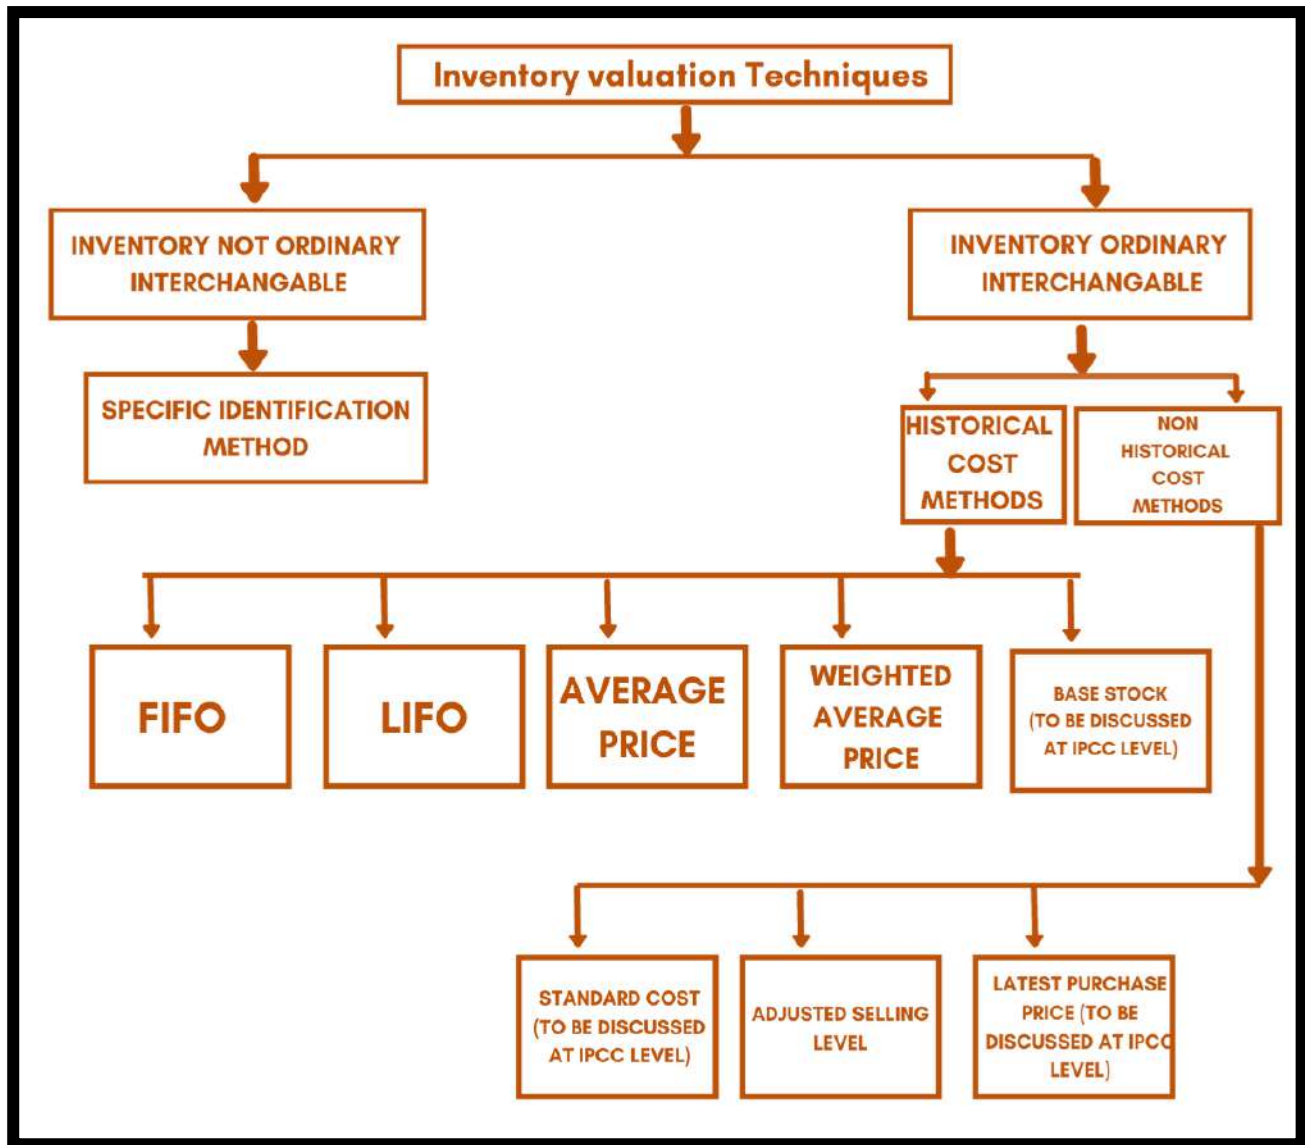 Inventory valuation Techniques
INVENTORY NOT ORDINARY
INTERCHANGABLE
INVENTORY ORDINARY
INTERCHANGABLE
SPECIFIC IDENTIFICATION
METHOD
HISTORICAL
COST
METHODS
NON
HISTORICAL
COST
METHODS
FIFO
LIFO
AVERAGE
PRICE
WEIGHTED
AVERAGE
PRICE
BASE STOCK
(TO BE DISCUSSED
AT IPCC LEVEL)
STANDARD COST
(TO BE DISCUSSED
AT IPCC LEVEL)
ADJUSTED SELLING
LEVEL
LATEST PURCHASE
PRICE (TO BE
DISCUSSED AT IPCC
LEVEL)